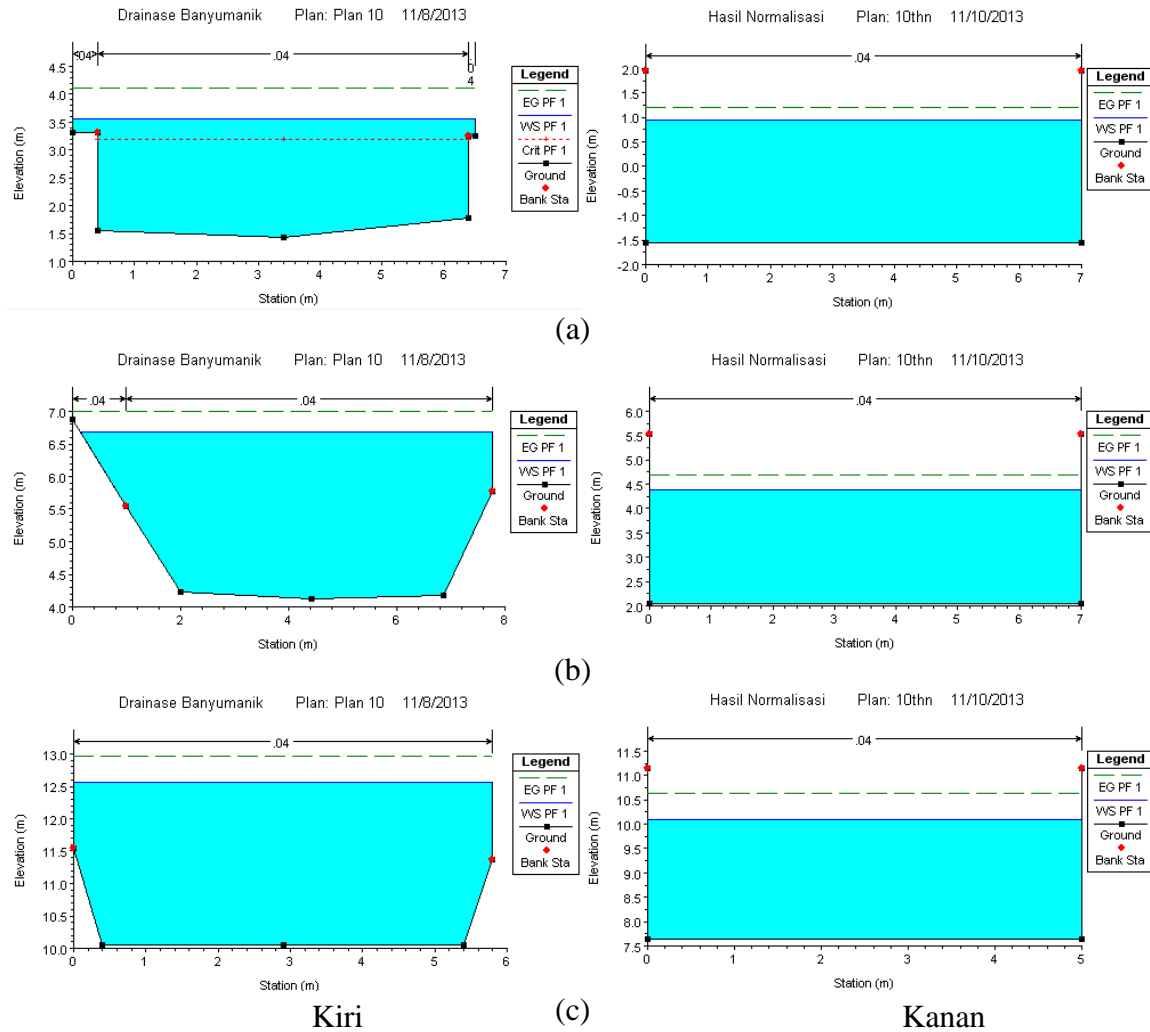 Drainase Banyumanik Plan: Plan 10 11/8/2013
.04 .04 .04
Elevation (m)
4.5
4.0
3.5
3.0
2.5
2.0
1.5
1.0
0 1 2 3 4 5 6 7
Station (m)
Legend
EG PF 1
WS PF 1
Crit PF 1
Ground
Bank Sta
Hasil Normalisasi Plan: 10thn 11/10/2013
.04
Elevation (m)
2.0
1.5
1.0
0.5
0.0
-0.5
-1.0
-1.5
-2.0
0 1 2 3 4 5 6 7
Station (m)
Legend
EG PF 1
WS PF 1
Ground
Bank Sta
(a)
Drainase Banyumanik Plan: Plan 10 11/8/2013
.04 .04
Elevation (m)
7.0
6.5
6.0
5.5
5.0
4.5
4.0
0 2 4 6 8
Station (m)
Legend
EG PF 1
WS PF 1
Ground
Bank Sta
Hasil Normalisasi Plan: 10thn 11/10/2013
.04
Elevation (m)
6.0
5.5
5.0
4.5
4.0
3.5
3.0
2.5
2.0
0 1 2 3 4 5 6 7
Station (m)
Legend
EG PF 1
WS PF 1
Ground
Bank Sta
(b)
Drainase Banyumanik Plan: Plan 10 11/8/2013
.04
Elevation (m)
13.0
12.5
12.0
11.5
11.0
10.5
10.0
0 1 2 3 4 5 6
Station (m)
Legend
EG PF 1
WS PF 1
Ground
Bank Sta
Hasil Normalisasi Plan: 10thn 11/10/2013
.04
Elevation (m)
11.5
11.0
10.5
10.0
9.5
9.0
8.5
8.0
7.5
0 1 2 3 4 5
Station (m)
Legend
EG PF 1
WS PF 1
Ground
Bank Sta
Kiri (c) Kanan